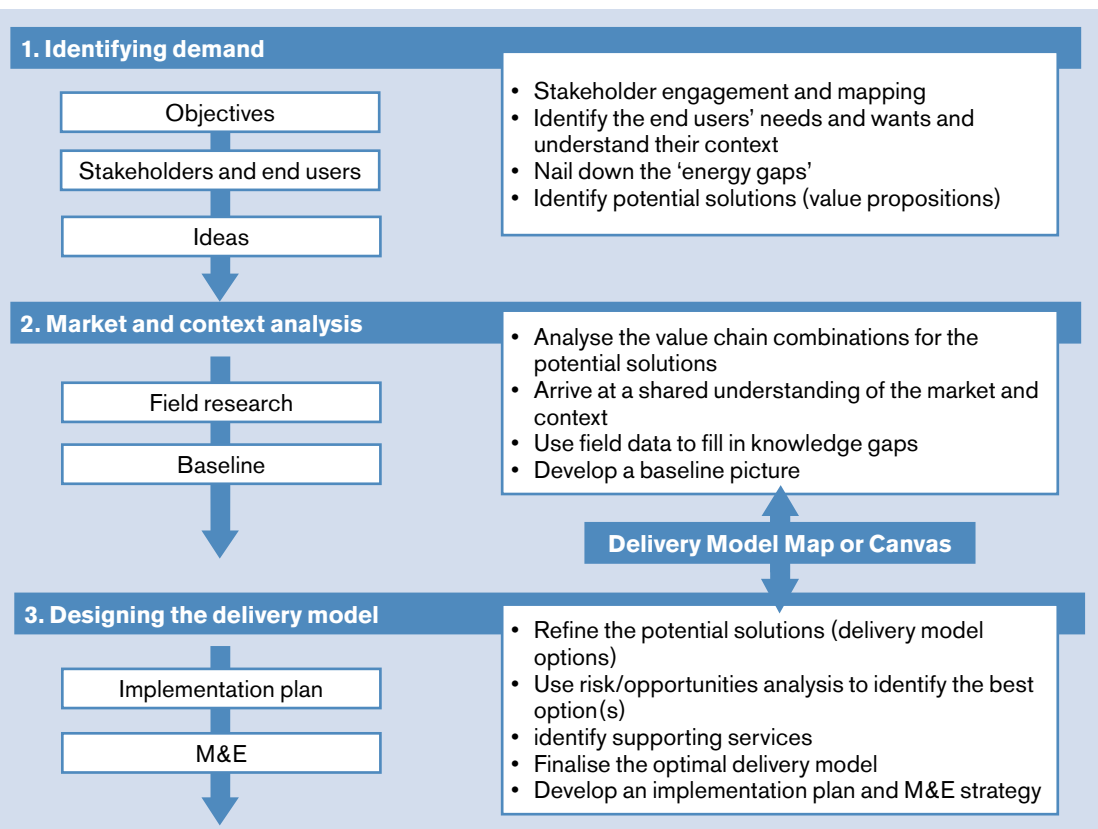 1. Identifying demand
Objectives
Stakeholders and end users
Ideas
• Stakeholder engagement and mapping
• Identify the end users’ needs and wants and
understand their context
• Nail down the ‘energy gaps’
• Identify potential solutions (value propositions)
2. Market and context analysis
Field research
Baseline
• Analyse the value chain combinations for the
potential solutions
• Arrive at a shared understanding of the market and
context
• Use field data to fill in knowledge gaps
• Develop a baseline picture
Delivery Model Map or Canvas
3. Designing the delivery model
Implementation plan
M&E
• Refine the potential solutions (delivery model
options)
• Use risk/opportunities analysis to identify the best
option(s)
• identify supporting services
• Finalise the optimal delivery model
• Develop an implementation plan and M&E strategy